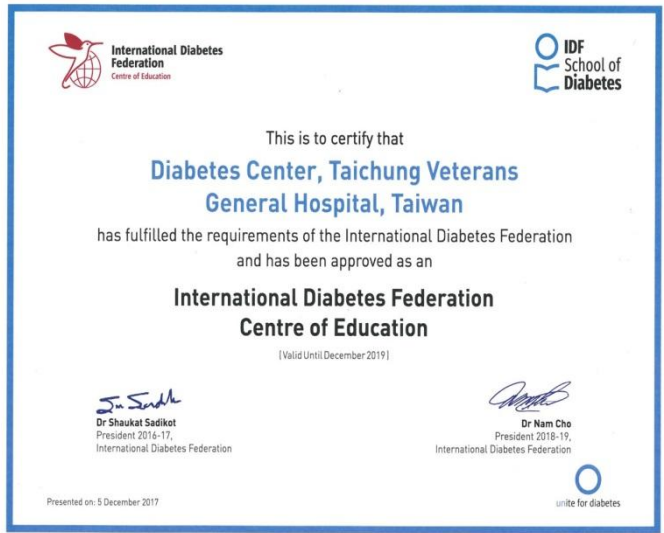 International Diabetes
Federation
Centre of Education
IDF
School of
Diabetes
This is to certify that
Diabetes Center, Taichung Veterans
General Hospital, Taiwan
has fulfilled the requirements of the International Diabetes Federation
and has been approved as an
International Diabetes Federation
Centre of Education
(Valid Until December 2019)
Dr Shaukat Sadikot
President 2016-17,
International Diabetes Federation
Dr Nam Cho
President 2018-19,
International Diabetes Federation
Presented on: 5 December 2017
unite for diabetes